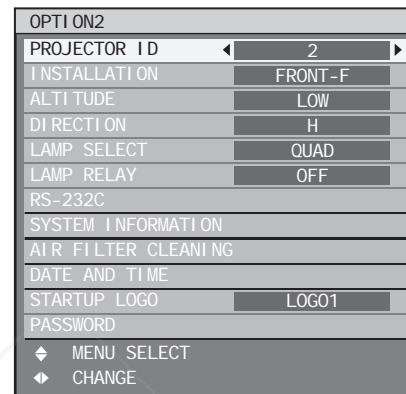 OPTION2
PROJECTOR ID 2
INSTALLATION FRONT-F
ALTITUDE LOW
DIRECTION H
LAMP SELECT QUAD
LAMP RELAY OFF
RS-232C
SYSTEM INFORMATION
AIR FILTER CLEANING
DATE AND TIME
STARTUP LOGO LOGO1
PASSWORD
MENU SELECT
CHANGE